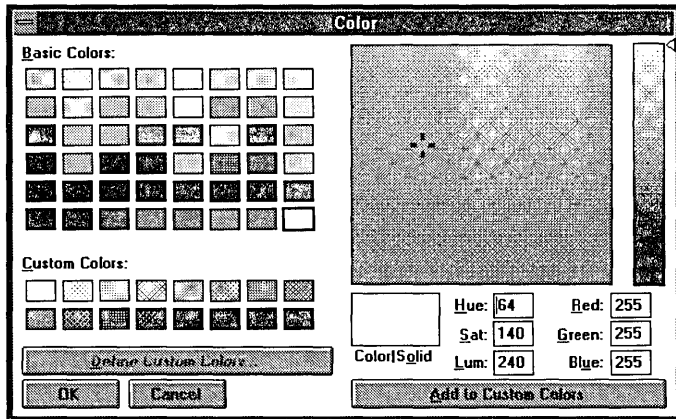 Color
Basic Colors:
Custom Colors:
Define Custom Colors...
OK Cancel
Color|Solid
Hue: 64 Red: 255
Sat: 140 Green: 255
Lum: 240 Blue: 255
Add to Custom Colors